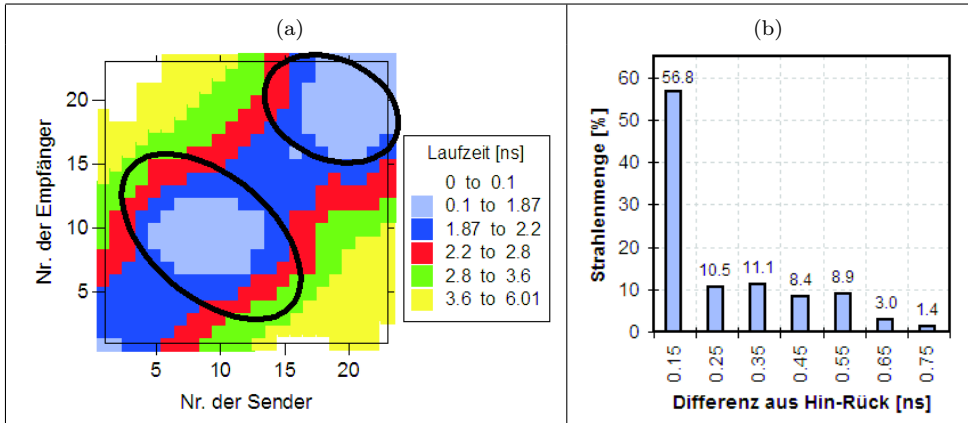 (a)
20
15
10
5
5
10
15
20
Nr. der Empfänger
Nr. der Sender
Laufzeit [ns]
0 to 0.1
0.1 to 1.87
1.87 to 2.2
2.2 to 2.8
2.8 to 3.6
3.6 to 6.01
(b)
Strahlenmenge [%]
60
50
40
30
20
10
0
56.8
10.5
11.1
8.4
8.9
3.0
1.4
0.15
0.25
0.35
0.45
0.55
0.65
0.75
Differenz aus Hin-Rück [ns]